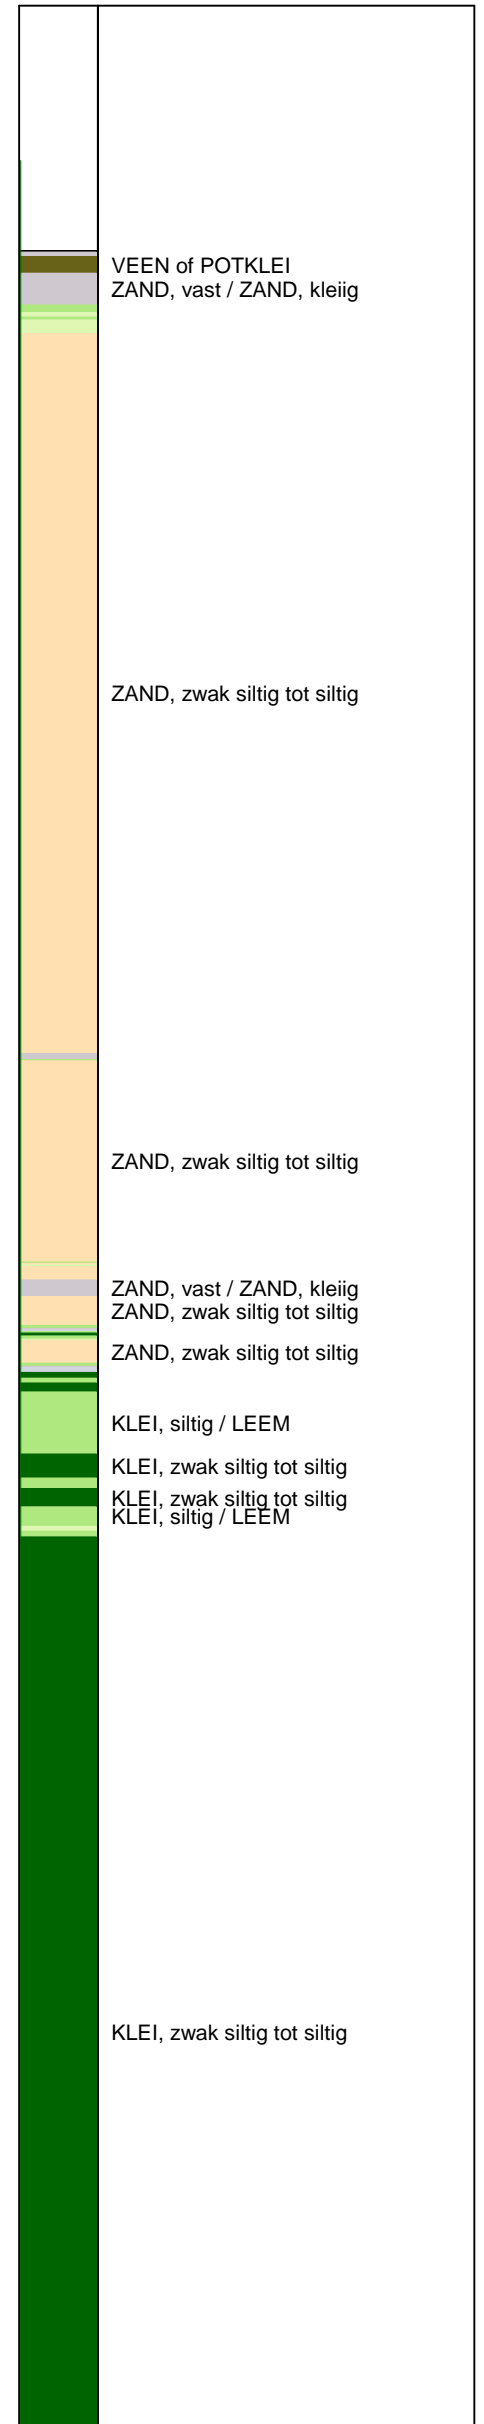 VEEN of POTKLEI
ZAND, vast / ZAND, kleiig
ZAND, zwak siltig tot siltig
ZAND, zwak siltig tot siltig
ZAND, vast / ZAND, kleiig
ZAND, zwak siltig tot siltig
ZAND, zwak siltig tot siltig
KLEI, siltig / LEEM
KLEI, zwak siltig tot siltig
KLEI, zwak siltig tot siltig
KLEI, siltig / LEEM
KLEI, zwak siltig tot siltig